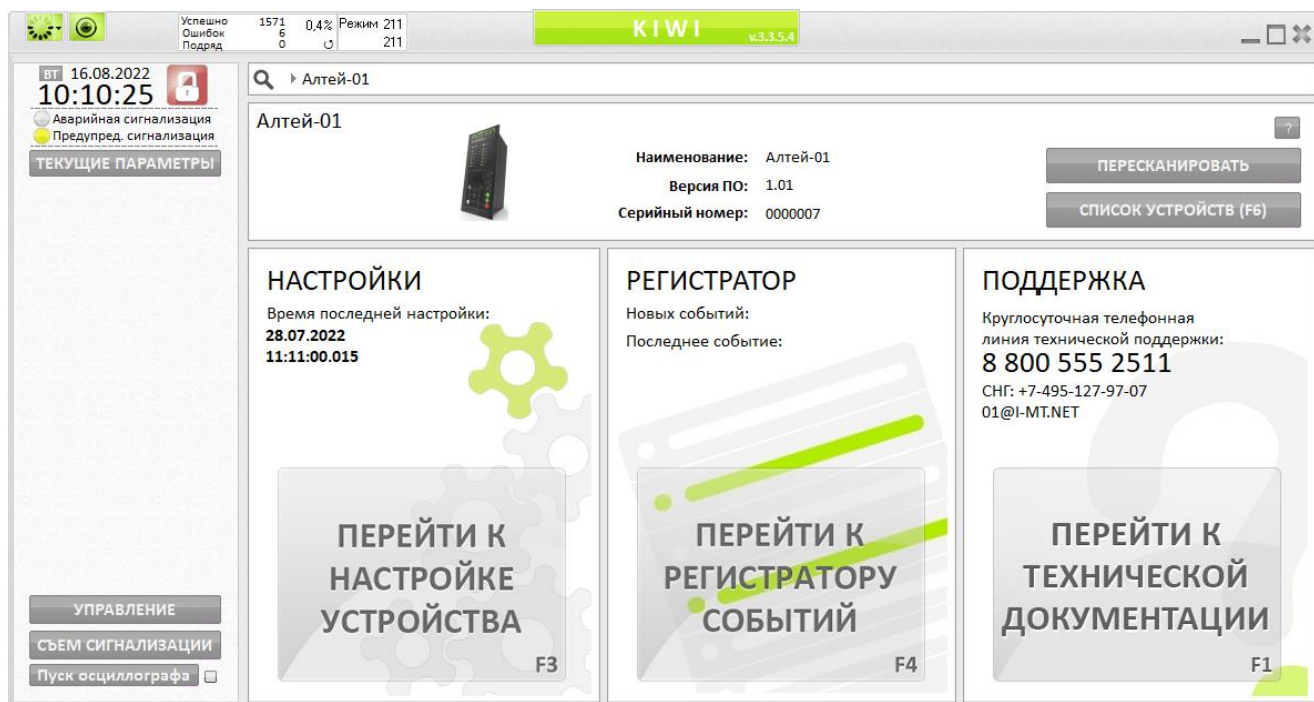 Успешно 1571 0,4% Режим 211
Ошибок 6
Подряд 0 211
KIWI v.3.3.5.4
ВТ 16.08.2022
10:10:25
Аварийная сигнализация
Предупред. сигнализация
ТЕКУЩИЕ ПАРАМЕТРЫ
Алтей-01
Алтей-01
?
Наименование: Алтей-01
Версия ПО: 1.01
Серийный номер: 0000007
ПЕРЕСКАНИРОВАТЬ
СПИСОК УСТРОЙСТВ (F6)
НАСТРОЙКИ
Время последней настройки:
28.07.2022
11:11:00.015
ПЕРЕЙТИ К
НАСТРОЙКЕ
УСТРОЙСТВА
F3
РЕГИСТРАТОР
Новых событий:
Последнее событие:
ПЕРЕЙТИ К
РЕГИСТРАТОРУ
СОБЫТИЙ
F4
ПОДДЕРЖКА
Круглосуточная телефонная
линия технической поддержки:
8 800 555 2511
СНГ: +7-495-127-97-07
01@I-MT.NET
ПЕРЕЙТИ К
ТЕХНИЧЕСКОЙ
ДОКУМЕНТАЦИИ
F1
УПРАВЛЕНИЕ
СЪЕМ СИГНАЛИЗАЦИИ
Пуск осциллографа